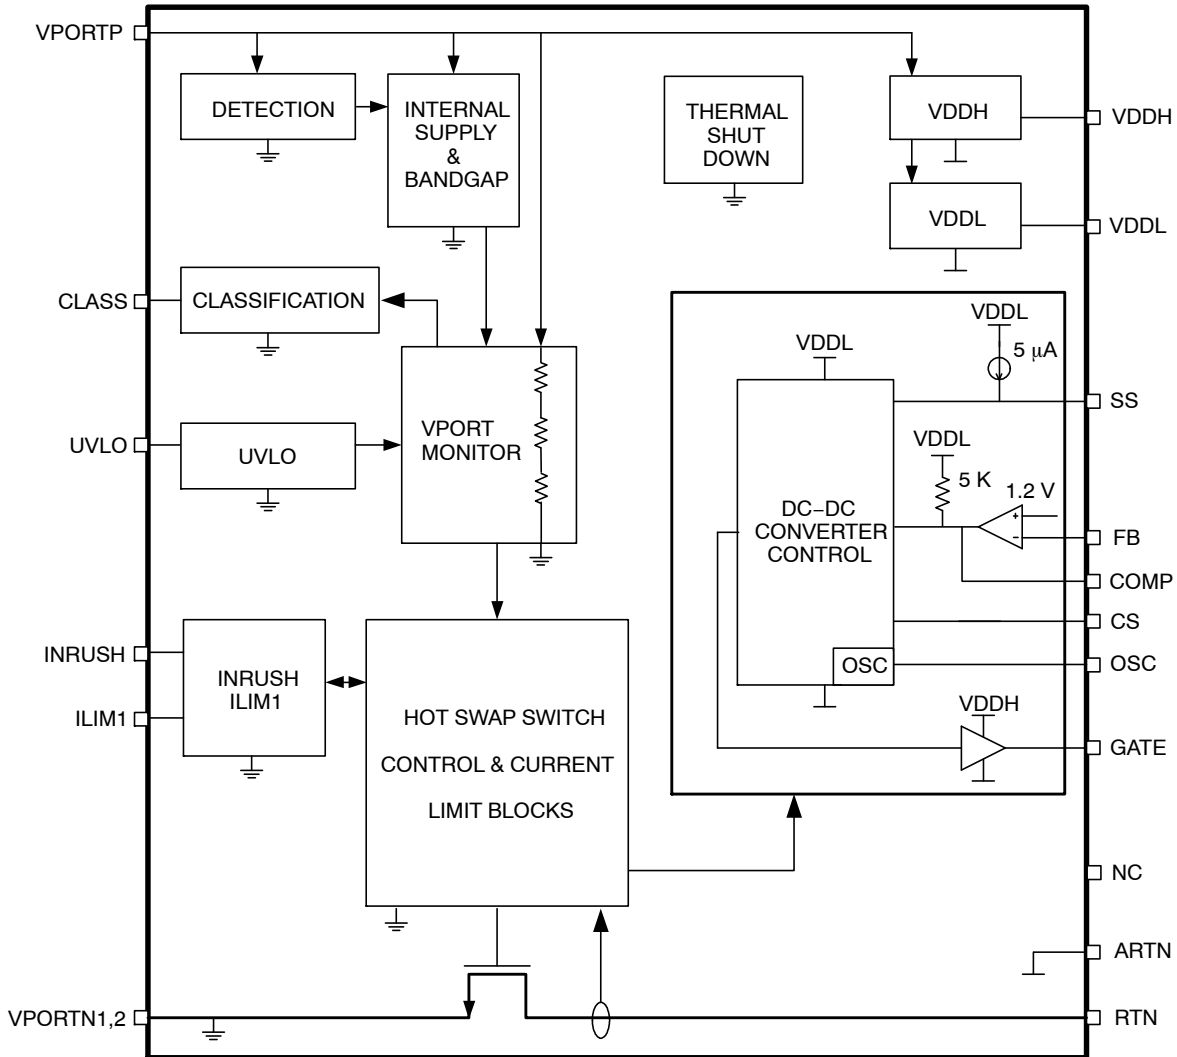 VPORTP
DETECTION
INTERNAL
SUPPLY
&
BANDGAP
THERMAL
SHUT
DOWN
VDDH
VDDH
VDDL
VDDL
CLASS
CLASSIFICATION
UVLO
UVLO
VPORT
MONITOR
VDDL
5 μA
VDDL
SS
VDDL
5 K
1.2 V
+
−
FB
DC−DC
CONVERTER
CONTROL
COMP
CS
OSC
OSC
VDDH
GATE
INRUSH
ILIM1
INRUSH
ILIM1
HOT SWAP SWITCH
CONTROL & CURRENT
LIMIT BLOCKS
NC
ARTN
VPORTN1,2
RTN